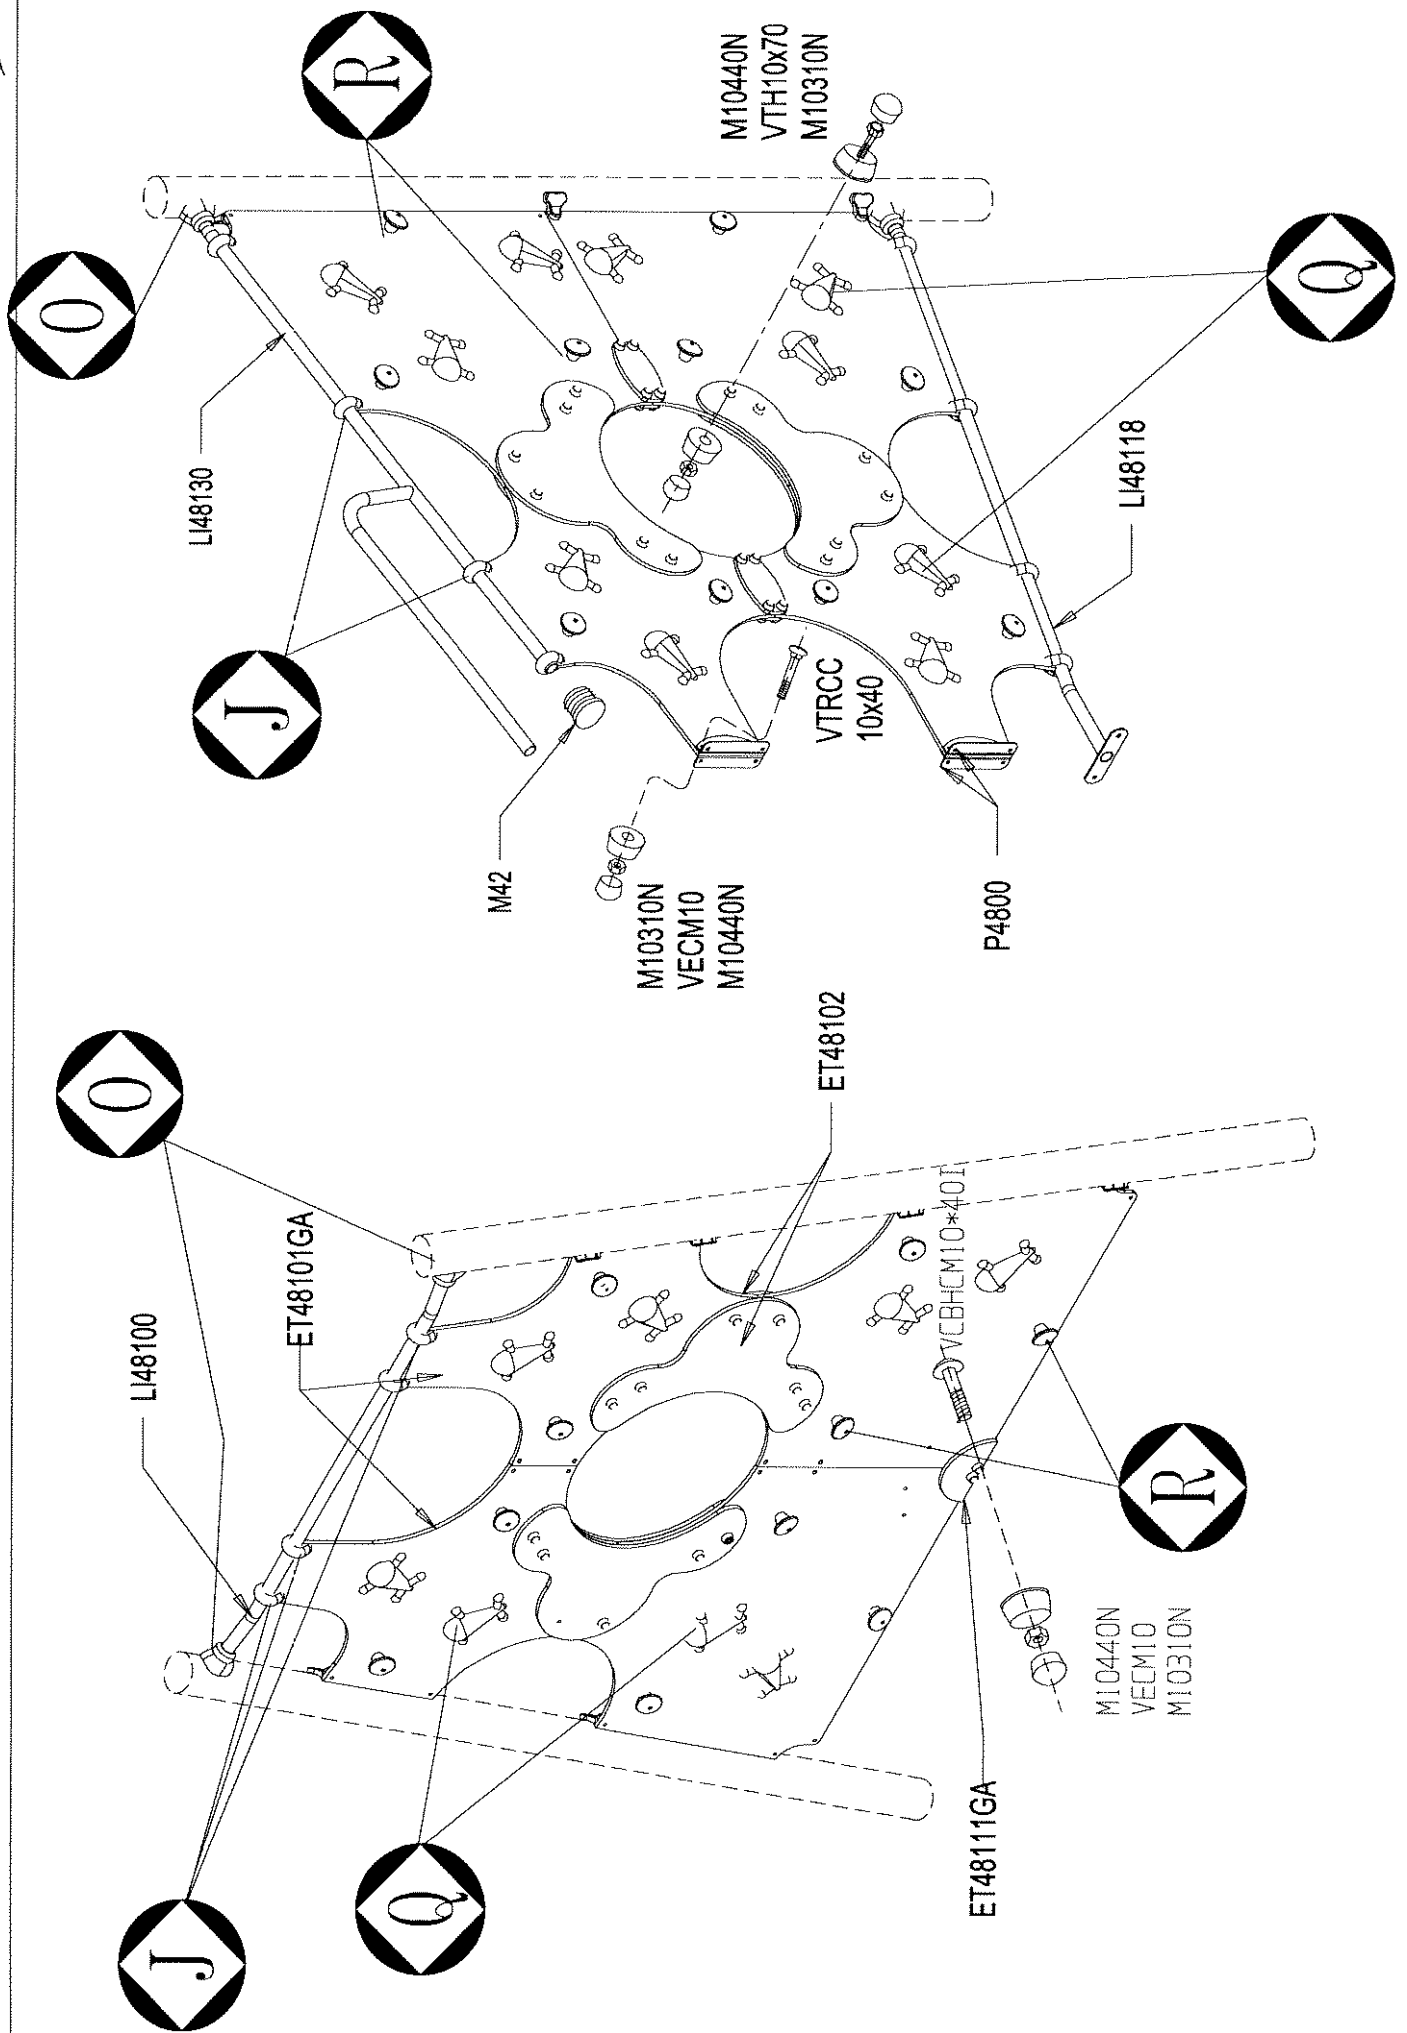 O
LI48100
ET48101GA
J
Q
ET48102
VCBHCM10*40I
R
M10440N
VECM10
M10310N
ET48111GA
O
R
LI48130
J
M42
M10440N
VTH10x70
M10310N
M10310N
VECM10
M10440N
VTRCC
10x40
P4800
LI48118
Q